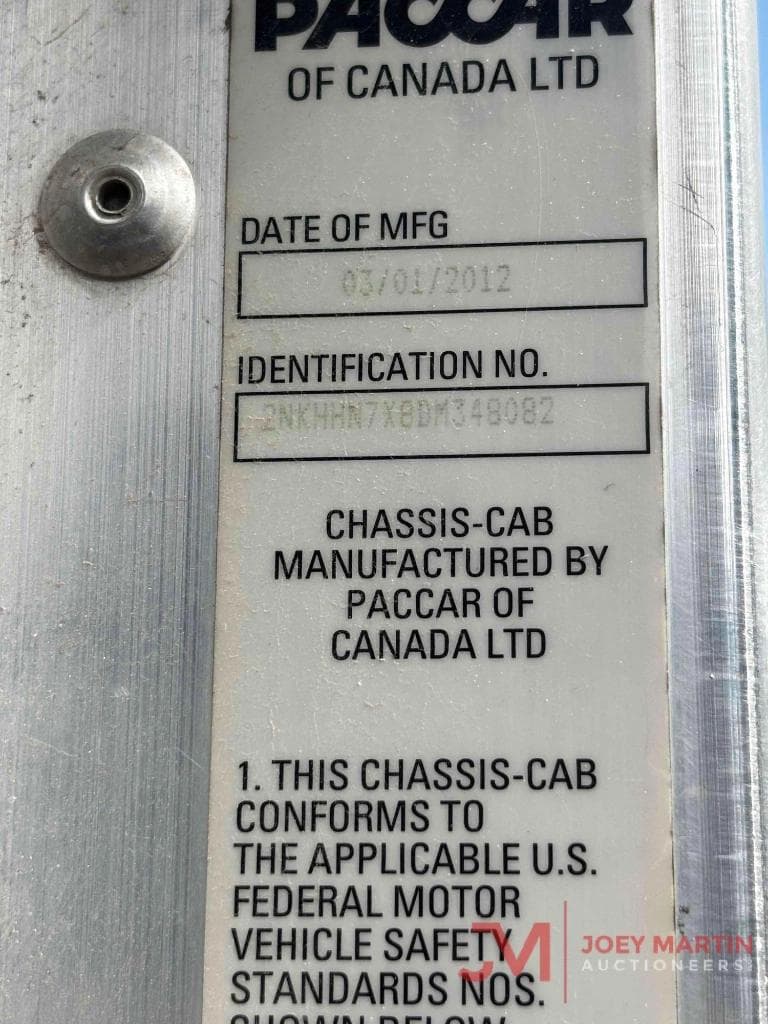 PACCAR
OF CANADA LTD
DATE OF MFG
03/01/2012
IDENTIFICATION NO.
2NKHHN7X8DM348082
CHASSIS-CAB
MANUFACTURED BY
PACCAR OF
CANADA LTD
1. THIS CHASSIS-CAB
CONFORMS TO
THE APPLICABLE U.S.
FEDERAL MOTOR
VEHICLE SAFETY
STANDARDS NOS.
SHOWN BELOW
JM JOEY MARTIN
AUCTIONEERS